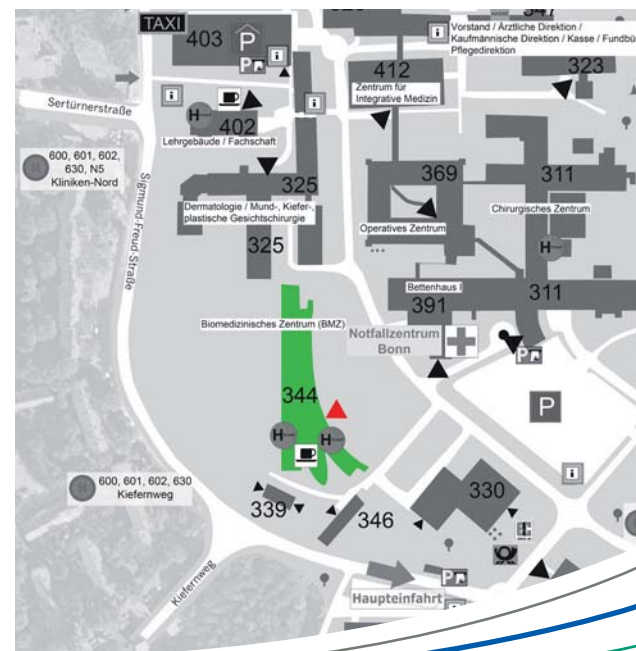 TAXI
403
P
P
347
i
Vorstand / Ärztliche Direktion /
Kaufmännische Direktion / Kasse / Fundbü
Pflegedirektion
412
323
Zentrum für
Integrative Medizin
Sertürnerstraße
H
402
Lehrgebäude / Fachschaft
600, 601, 602,
630, N5
Kliniken-Nord
Sigmund-Freud-Straße
325
369
311
Dermatologie / Mund-, Kiefer-,
plastische Gesichtschirurgie
Chirurgisches Zentrum
Operatives Zentrum
325
H
Bettenhaus I
391
311
Biomedizinisches Zentrum (BMZ)
Notfallzentrum
Bonn
P
344
P
H
H
600, 601, 602, 630
Kiefernweg
i
330
339
346
Kiefernweg
P
Haupteinfahrt